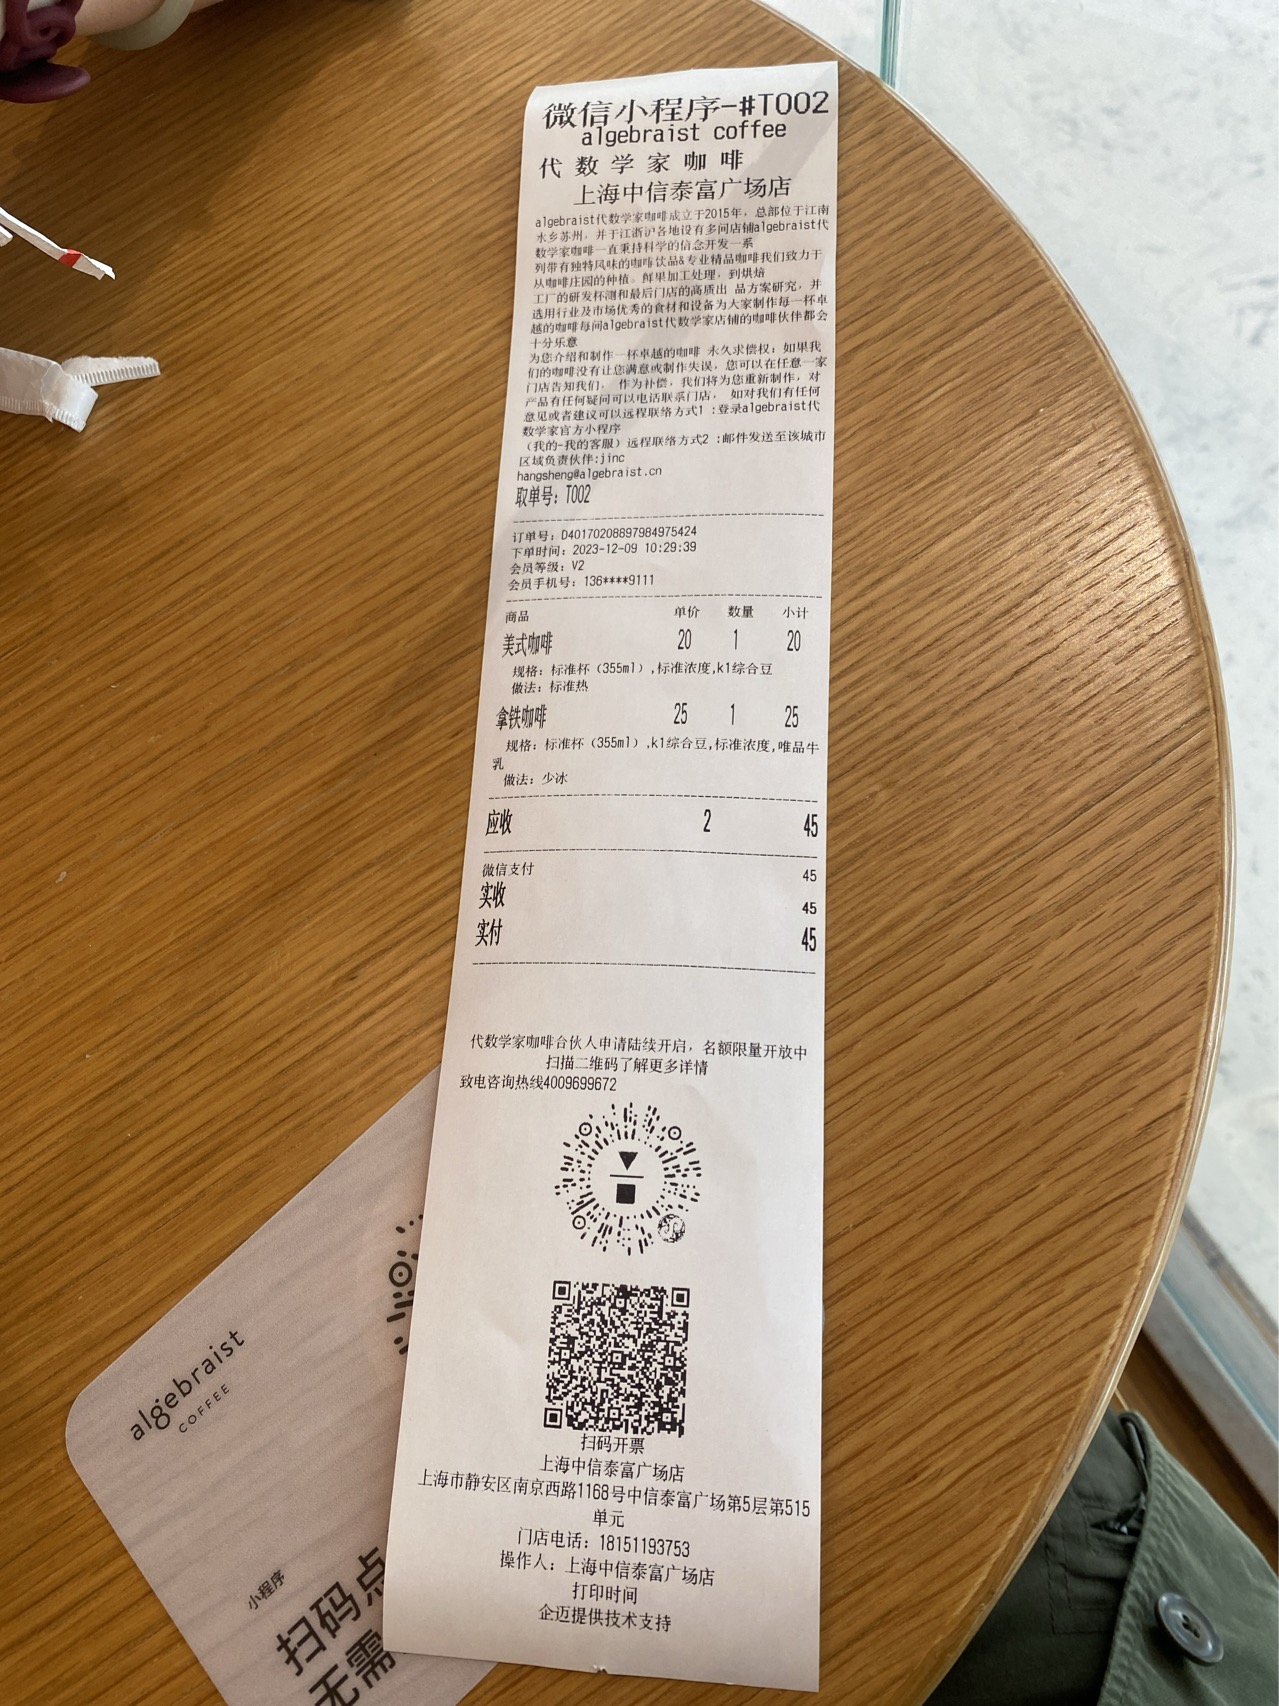 微信小程序-#T002
algebraist coffee
代数学家咖啡
上海中信泰富广场店
algebraist代数学家咖啡成立于2015年，总部位于江南
水乡苏州，并于江浙沪各地设有多间店铺algebraist代
数学家咖啡一直秉持科学的信念开发一系
列带有独特风味的咖啡饮品&专业精品咖啡我们致力于
从咖啡庄园的种植。鲜果加工处理，到烘焙
工厂的研发杯测和最后门店的高质出 品方案研究，并
选用行业及市场优秀的食材和设备为大家制作每一杯卓
越的咖啡每间algebraist代数学家店铺的咖啡伙伴都会
十分乐意
为您介绍和制作一杯卓越的咖啡 永久求偿权：如果我
们的咖啡没有让您满意或制作失误，您可以在任意一家
门店告知我们， 作为补偿，我们将为您重新制作，对
产品有任何疑问可以电话联系门店， 如对我们有任何
意见或者建议可以远程联络方式1 :登录algebraist代
数学家官方小程序
（我的-我的客服）远程联络方式2 :邮件发送至该城市
区域负责伙伴:jinc
hangsheng@algebraist.cn
取单号：T002
订单号：D40170208897984975424
下单时间：2023-12-09 10:29:39
会员等级：V2
会员手机号：136****9111
商品 单价 数量 小计
美式咖啡 20 1 20
规格：标准杯（355ml）,标准浓度,k1综合豆
做法：标准热
拿铁咖啡 25 1 25
规格：标准杯（355ml）,k1综合豆,标准浓度,唯品牛
乳
做法：少冰
应收 2 45
微信支付 45
实收 45
实付 45
代数学家咖啡合伙人申请陆续开启，名额限量开放中
扫描二维码了解更多详情
致电咨询热线4009699672
扫码开票
上海中信泰富广场店
上海市静安区南京西路1168号中信泰富广场第5层第515
单元
门店电话：18151193753
操作人：上海中信泰富广场店
打印时间
企迈提供技术支持
algebraist
COFFEE
小程序
扫码点
无需